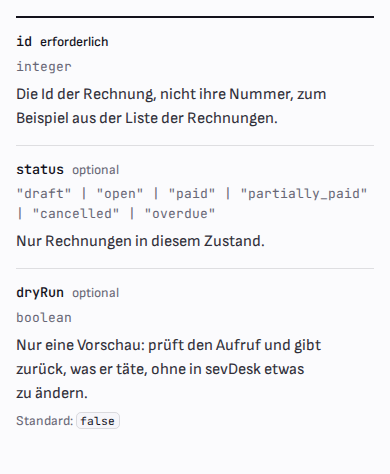 id erforderlich
integer
Die Id der Rechnung, nicht ihre Nummer, zum
Beispiel aus der Liste der Rechnungen.
status optional
"draft" | "open" | "paid" | "partially_paid"
| "cancelled" | "overdue"
Nur Rechnungen in diesem Zustand.
dryRun optional
boolean
Nur eine Vorschau: prüft den Aufruf und gibt
zurück, was er täte, ohne in sevDesk etwas
zu ändern.
Standard: false